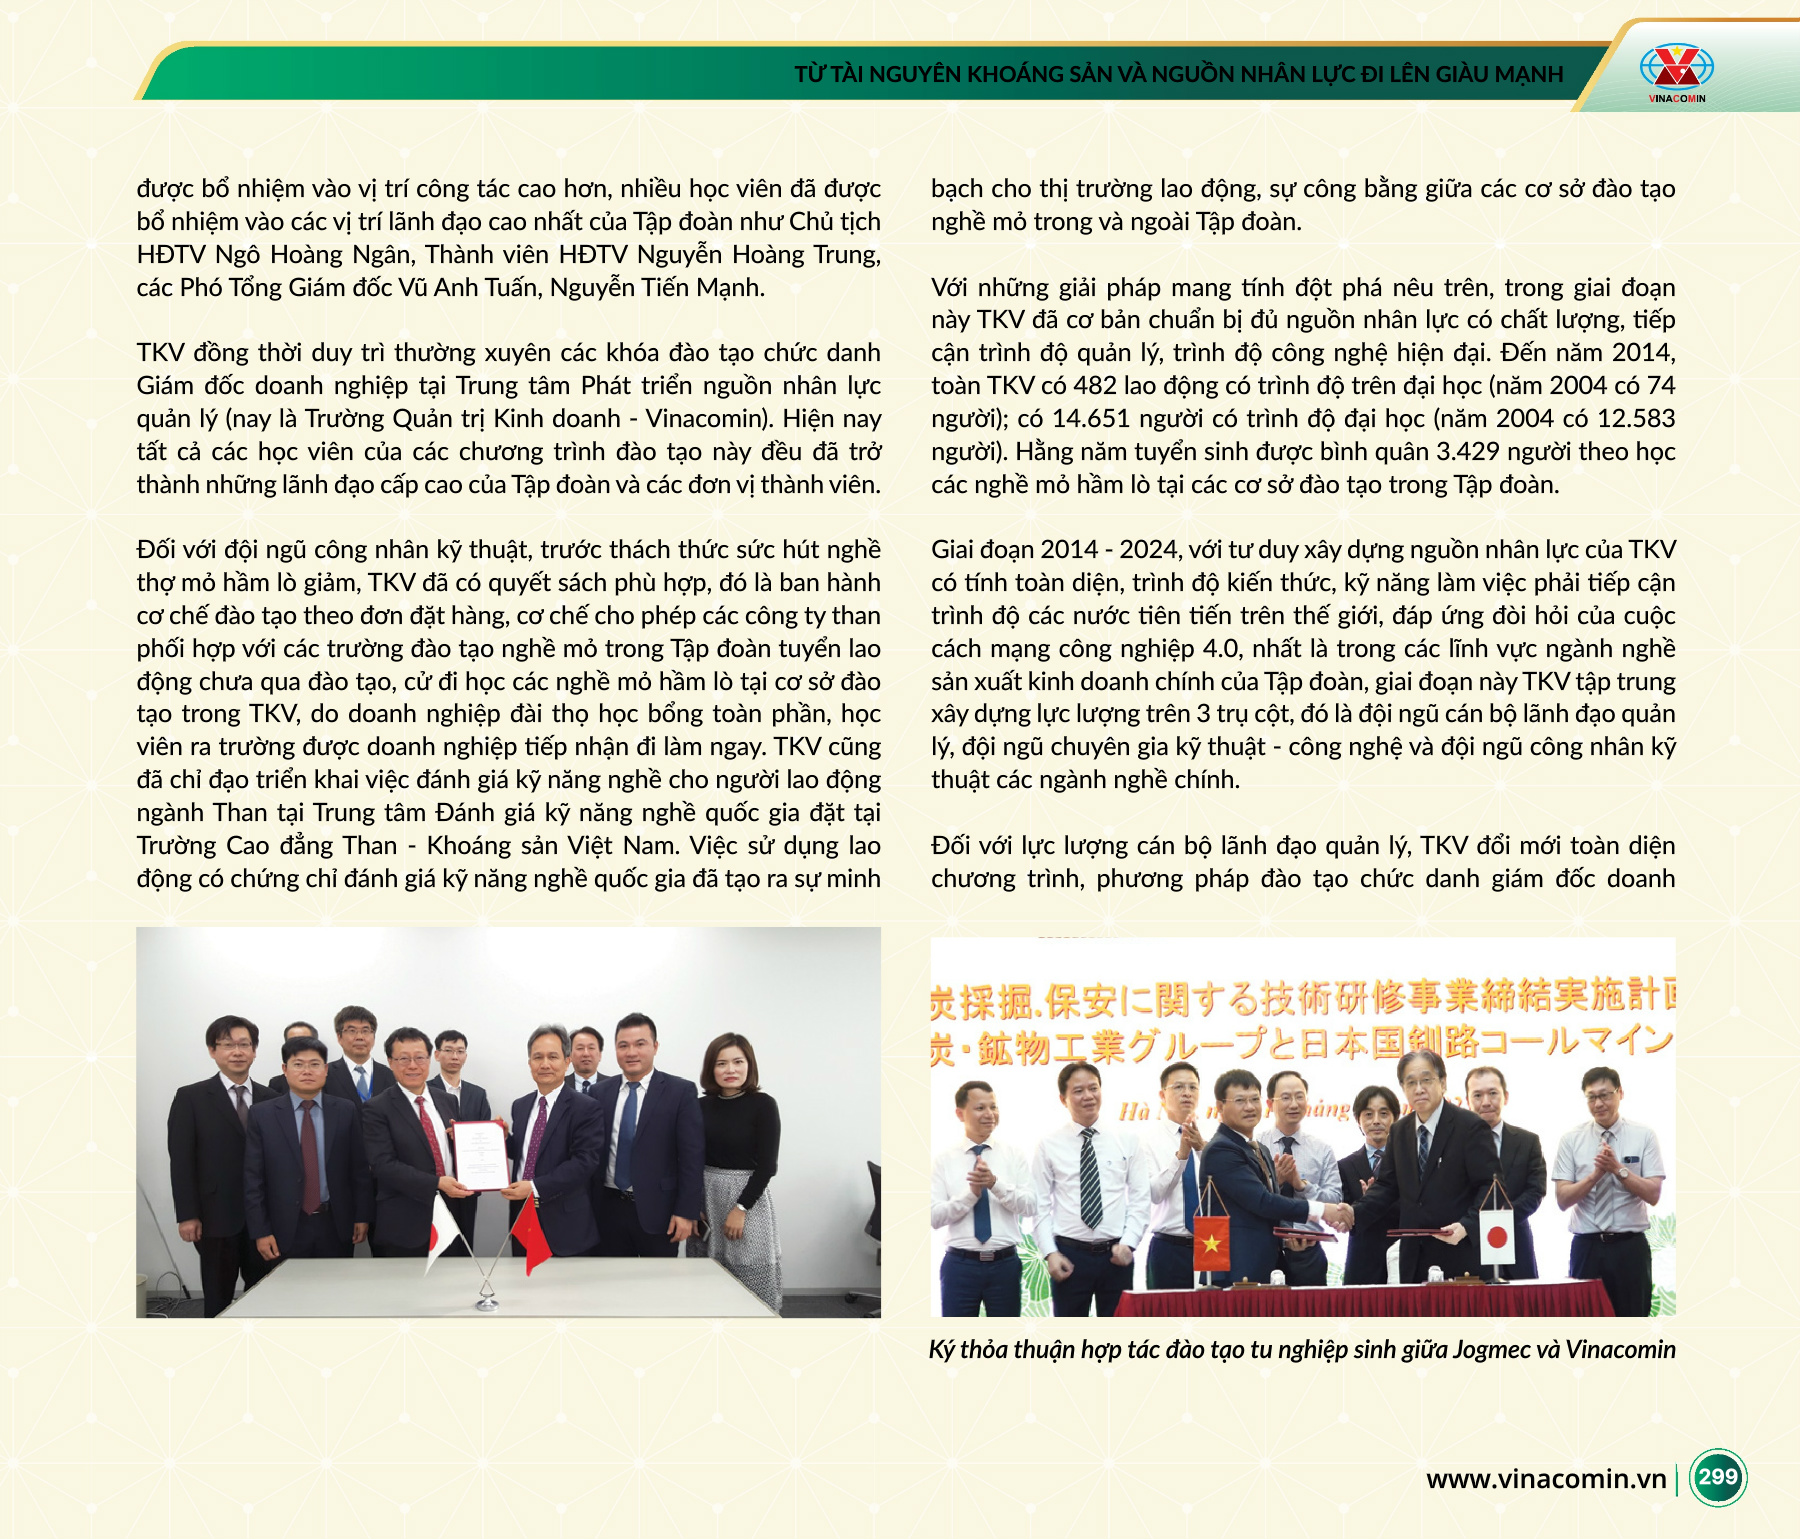 TỪ TÀI NGUYÊN KHOÁNG SẢN VÀ NGUỒN NHÂN LỰC ĐI LÊN GIÀU MẠNH
VINACOMIN
được bổ nhiệm vào vị trí công tác cao hơn, nhiều học viên đã được
bổ nhiệm vào các vị trí lãnh đạo cao nhất của Tập đoàn như Chủ tịch
HĐTV Ngô Hoàng Ngân, Thành viên HĐTV Nguyễn Hoàng Trung,
các Phó Tổng Giám đốc Vũ Anh Tuấn, Nguyễn Tiến Mạnh.
TKV đồng thời duy trì thường xuyên các khóa đào tạo chức danh
Giám đốc doanh nghiệp tại Trung tâm Phát triển nguồn nhân lực
quản lý (nay là Trường Quản trị Kinh doanh - Vinacomin). Hiện nay
tất cả các học viên của các chương trình đào tạo này đều đã trở
thành những lãnh đạo cấp cao của Tập đoàn và các đơn vị thành viên.
Đối với đội ngũ công nhân kỹ thuật, trước thách thức sức hút nghề
thợ mỏ hầm lò giảm, TKV đã có quyết sách phù hợp, đó là ban hành
cơ chế đào tạo theo đơn đặt hàng, cơ chế cho phép các công ty than
phối hợp với các trường đào tạo nghề mỏ trong Tập đoàn tuyển lao
động chưa qua đào tạo, cử đi học các nghề mỏ hầm lò tại cơ sở đào
tạo trong TKV, do doanh nghiệp đài thọ học bổng toàn phần, học
viên ra trường được doanh nghiệp tiếp nhận đi làm ngay. TKV cũng
đã chỉ đạo triển khai việc đánh giá kỹ năng nghề cho người lao động
ngành Than tại Trung tâm Đánh giá kỹ năng nghề quốc gia đặt tại
Trường Cao đẳng Than - Khoáng sản Việt Nam. Việc sử dụng lao
động có chứng chỉ đánh giá kỹ năng nghề quốc gia đã tạo ra sự minh
bạch cho thị trường lao động, sự công bằng giữa các cơ sở đào tạo
nghề mỏ trong và ngoài Tập đoàn.
Với những giải pháp mang tính đột phá nêu trên, trong giai đoạn
này TKV đã cơ bản chuẩn bị đủ nguồn nhân lực có chất lượng, tiếp
cận trình độ quản lý, trình độ công nghệ hiện đại. Đến năm 2014,
toàn TKV có 482 lao động có trình độ trên đại học (năm 2004 có 74
người); có 14.651 người có trình độ đại học (năm 2004 có 12.583
người). Hằng năm tuyển sinh được bình quân 3.429 người theo học
các nghề mỏ hầm lò tại các cơ sở đào tạo trong Tập đoàn.
Giai đoạn 2014 - 2024, với tư duy xây dựng nguồn nhân lực của TKV
có tính toàn diện, trình độ kiến thức, kỹ năng làm việc phải tiếp cận
trình độ các nước tiên tiến trên thế giới, đáp ứng đòi hỏi của cuộc
cách mạng công nghiệp 4.0, nhất là trong các lĩnh vực ngành nghề
sản xuất kinh doanh chính của Tập đoàn, giai đoạn này TKV tập trung
xây dựng lực lượng trên 3 trụ cột, đó là đội ngũ cán bộ lãnh đạo quản
lý, đội ngũ chuyên gia kỹ thuật - công nghệ và đội ngũ công nhân kỹ
thuật các ngành nghề chính.
Đối với lực lượng cán bộ lãnh đạo quản lý, TKV đổi mới toàn diện
chương trình, phương pháp đào tạo chức danh giám đốc doanh
炭採掘.保安に関する技術研修事業締結実施計画
炭・鉱物工業グループと日本国釧路コールマイン
Hà
Ký thỏa thuận hợp tác đào tạo tu nghiệp sinh giữa Jogmec và Vinacomin
www.vinacomin.vn
299